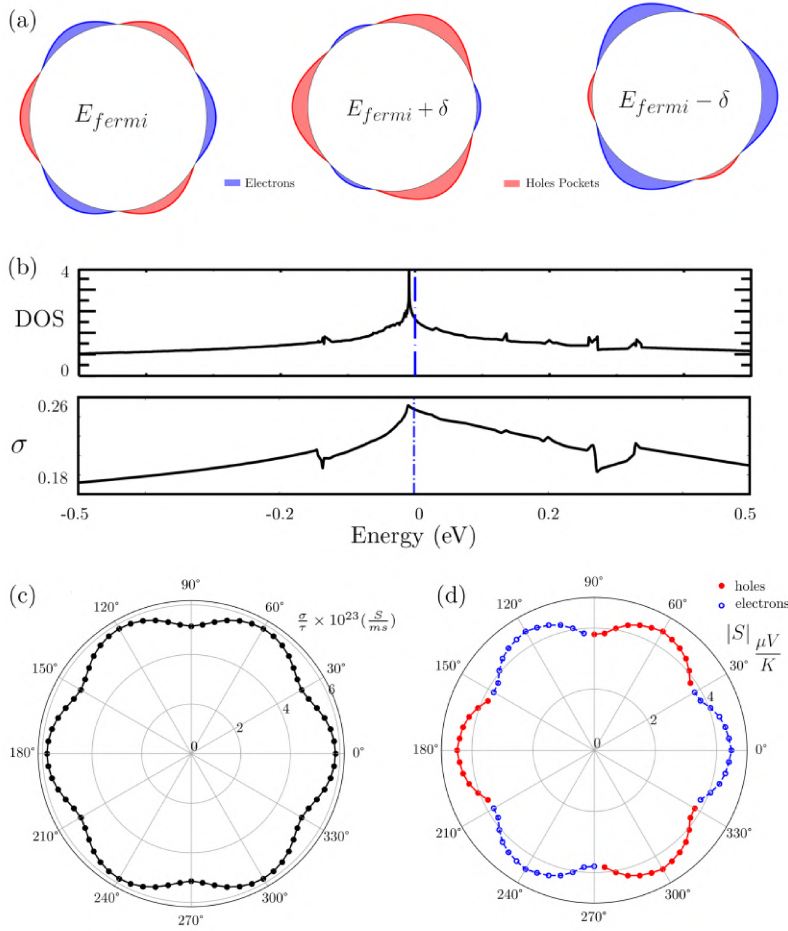 (a)
E_fermi
E_fermi + δ
E_fermi − δ
Electrons
Holes Pockets
(b)
4
DOS
0
0.26
σ
0.18
-0.5 -0.2 0 0.2 0.5
Energy (eV)
(c)
90°
120° 60°
σ/τ × 10^23 (S/ms)
150° 30°
6
4
2
180° 0 0°
210° 330°
240° 300°
270°
(d)
holes
electrons
90°
120° 60°
|S| μV/K
150° 30°
4
2
180° 0 0°
210° 330°
240° 300°
270°